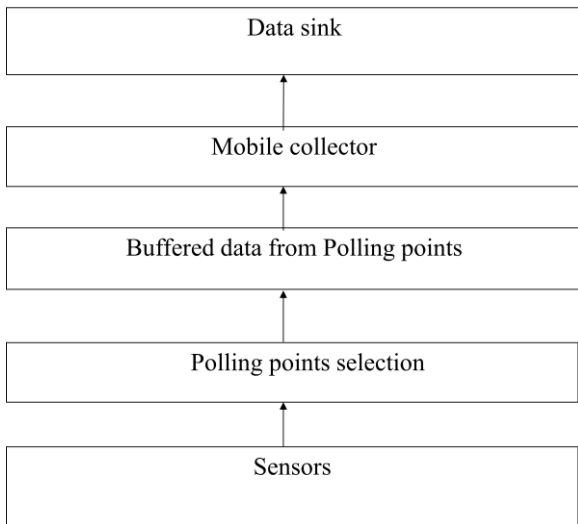 Data sink
Mobile collector
Buffered data from Polling points
Polling points selection
Sensors